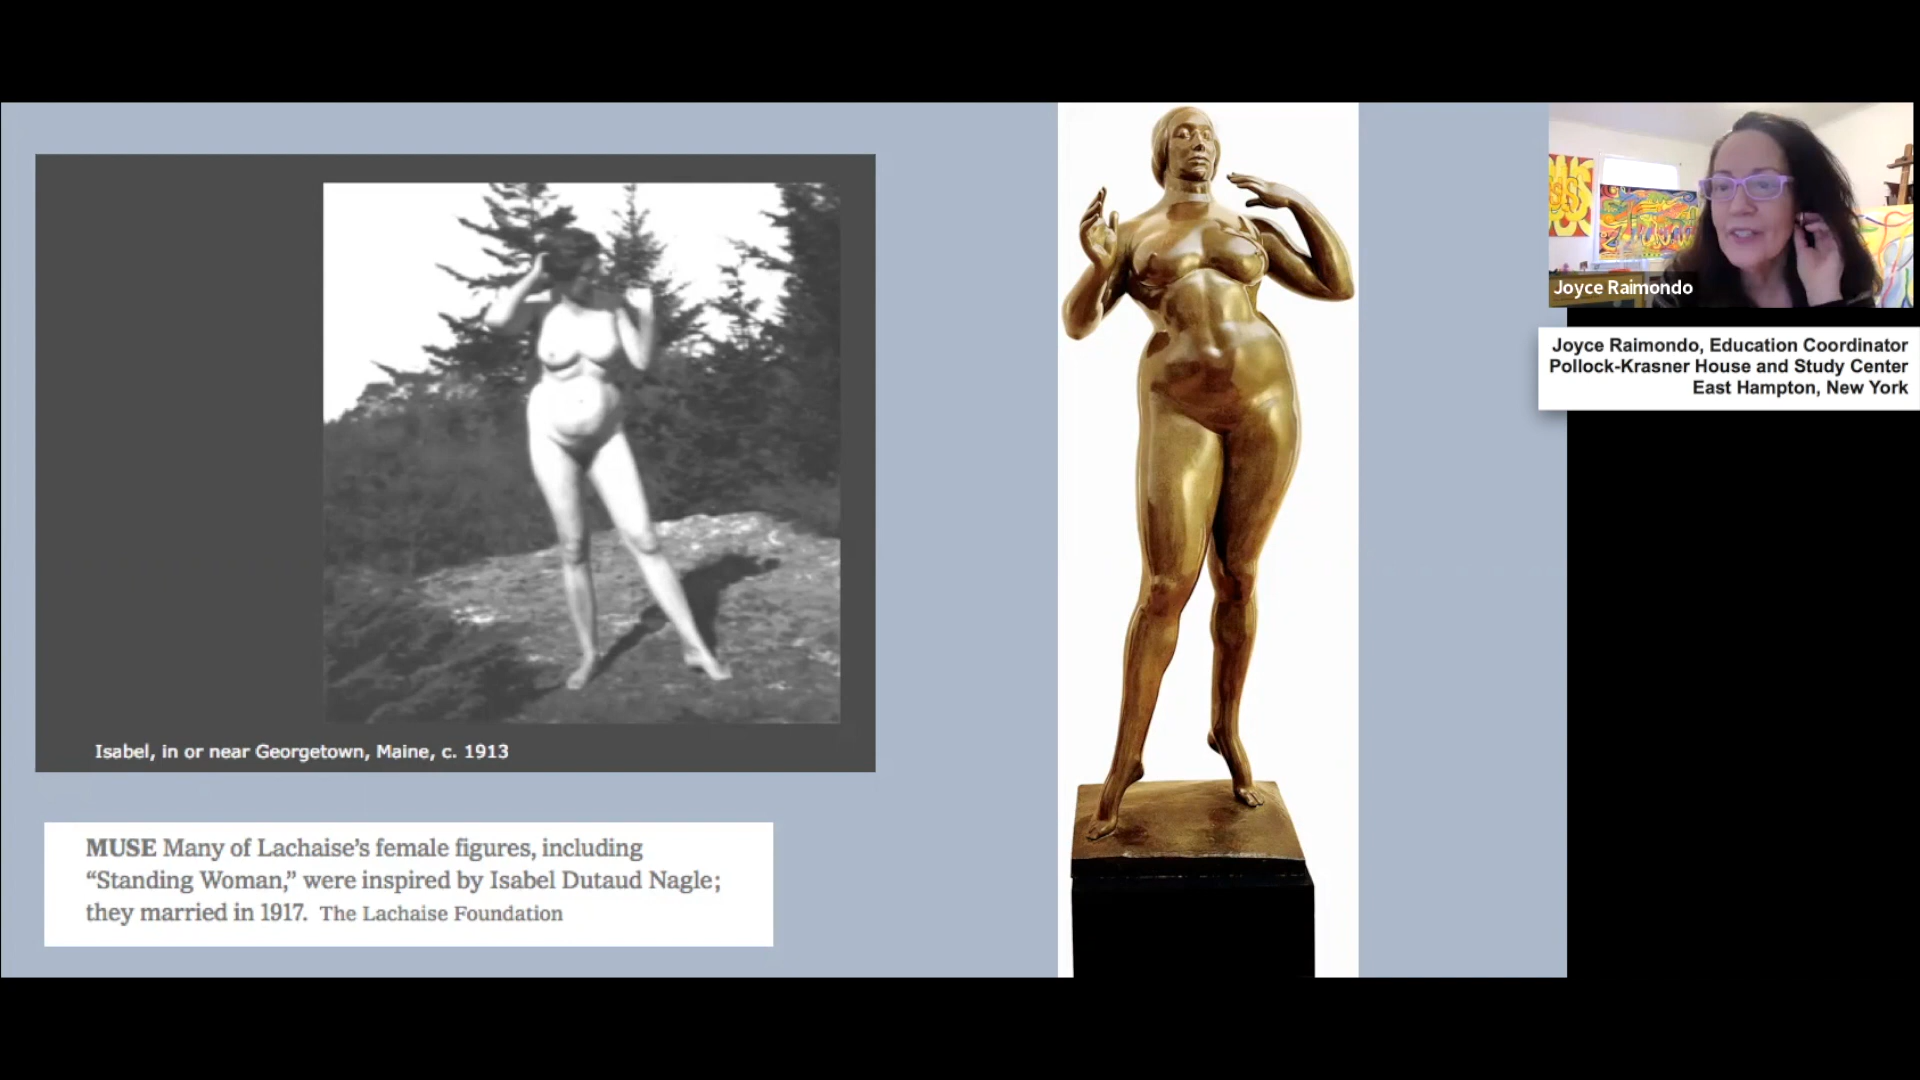 Isabel, in or near Georgetown, Maine, c. 1913
MUSE Many of Lachaise's female figures, including
“Standing Woman,” were inspired by Isabel Dutaud Nagle;
they married in 1917. The Lachaise Foundation
Joyce Raimondo
Joyce Raimondo, Education Coordinator
Pollock-Krasner House and Study Center
East Hampton, New York